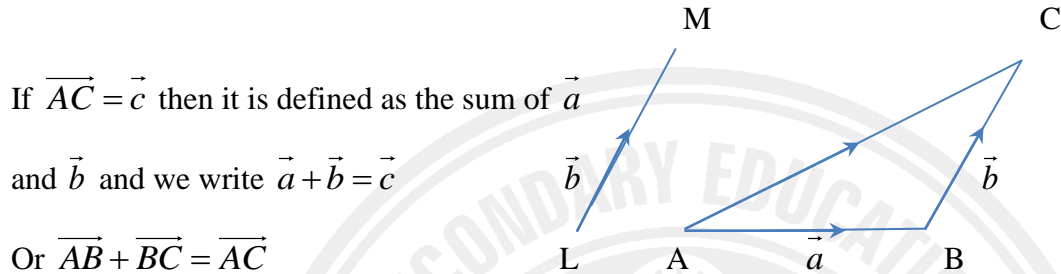 M
C
If $\overrightarrow{AC} = \vec{c}$ then it is defined as the sum of $\vec{a}$
and $\vec{b}$ and we write $\vec{a} + \vec{b} = \vec{c}$
$\vec{b}$
$\vec{b}$
Or $\overrightarrow{AB} + \overrightarrow{BC} = \overrightarrow{AC}$
L
A
$\vec{a}$
B